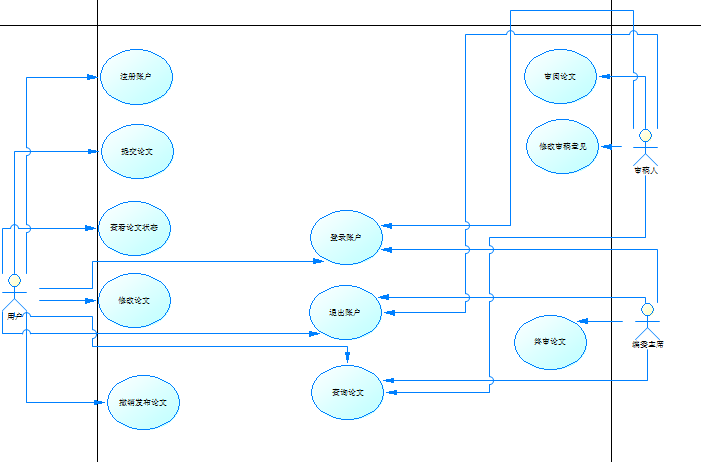 注册账户
审阅论文
提交论文
修改审稿意见
审稿人
查看论文状态
登录账户
修改论文
用户
退出账户
终审论文
编委主席
查询论文
撤销发布论文